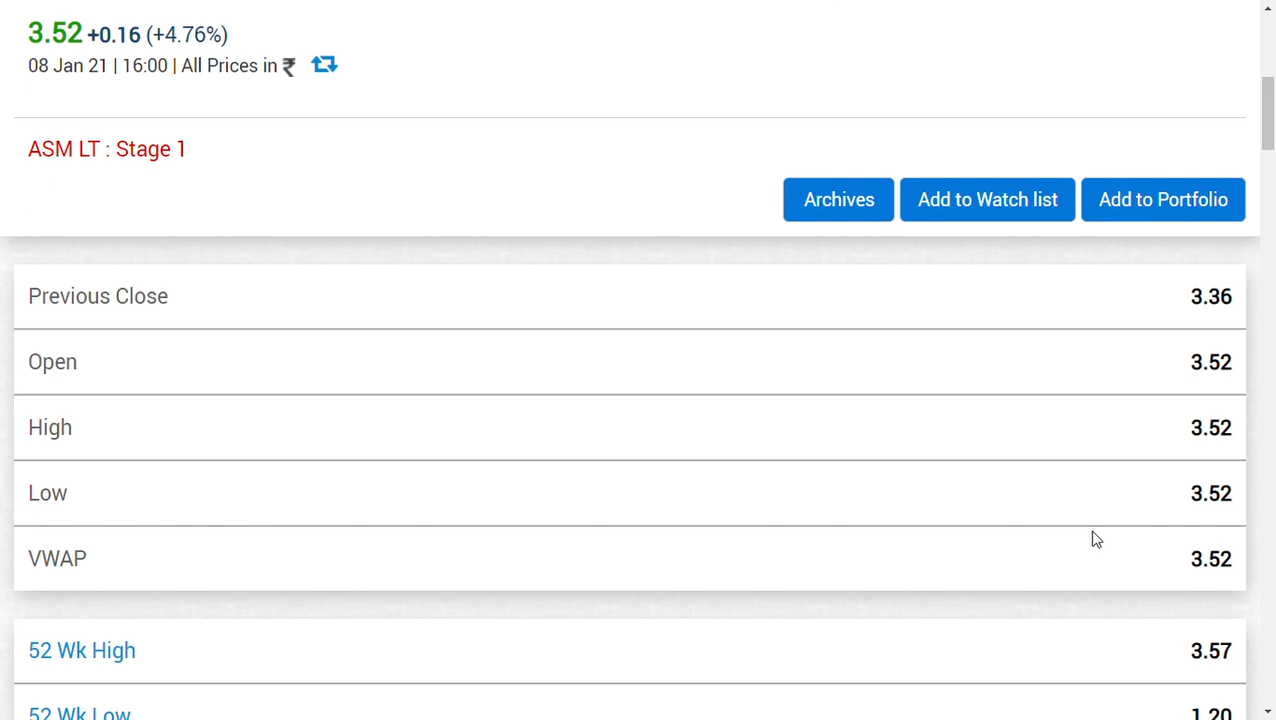 3.52 +0.16 (+4.76%)
08 Jan 21 | 16:00 | All Prices in ₹
ASM LT : Stage 1
Archives Add to Watch list Add to Portfolio
Previous Close 3.36
Open 3.52
High 3.52
Low 3.52
VWAP 3.52
52 Wk High 3.57
52 Wk Low 1.20